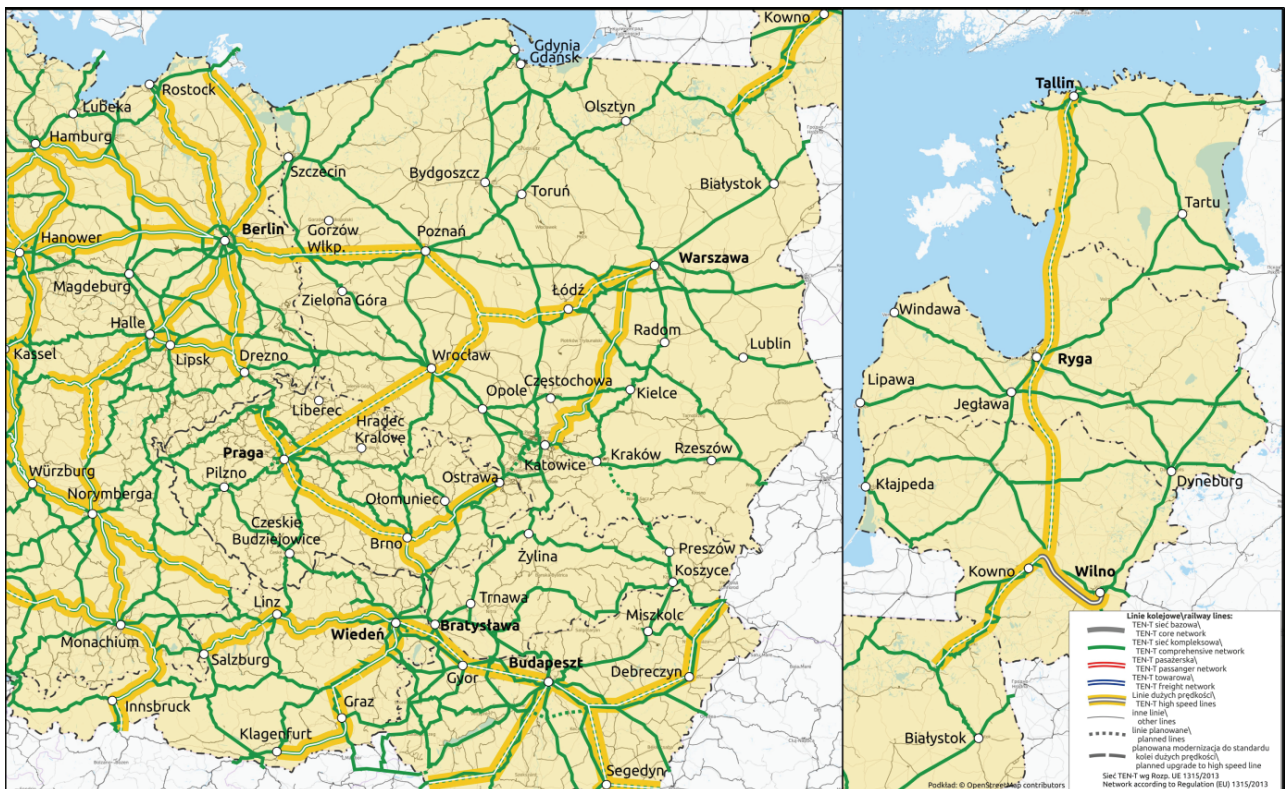 Kowno
Gdynia
Gdańsk
Rostock
Lubeka
Olsztyn
Hamburg
Szczecin
Bydgoszcz
Toruń
Białystok
Hanower
Berlin
Gorzów
Wlkp.
Poznań
Warszawa
Magdeburg
Zielona Góra
Łódź
Halle
Radom
Kassel
Lipsk
Drezno
Wrocław
Lublin
Opole
Częstochowa
Kielce
Liberec
Hradec
Kralove
Praga
Katowice
Kraków
Rzeszów
Würzburg
Pilzno
Ostrawa
Norymberga
Ołomuniec
Czeskie
Budziejowice
Brno
Żylina
Preszów
Koszyce
Linz
Trnawa
Miszkolc
Monachium
Wiedeń
Bratysława
Salzburg
Budapeszt
Gyor
Debreczyn
Innsbruck
Graz
Klagenfurt
Segedyn
Tallin
Tartu
Windawa
Ryga
Lipawa
Jegława
Kłajpeda
Dyneburg
Kowno
Wilno
Białystok
Linie kolejowe\railway lines:
TEN-T sieć bazowa\
TEN-T core network
TEN-T sieć kompleksowa\
TEN-T comprehensive network
TEN-T pasażerska\
TEN-T passanger network
TEN-T towarowa\
TEN-T freight network
Linie dużych prędkości\
TEN-T high speed lines
inne linie\
other lines
linie planowane\
planned lines
planowana modernizacja do standardu
kolei dużych prędkości\
planned upgrade to high speed line
Sieć TEN-T wg Rozp. UE 1315/2013
Network according to Regulation (EU) 1315/2013
Podkład: © OpenStreetMap contributors